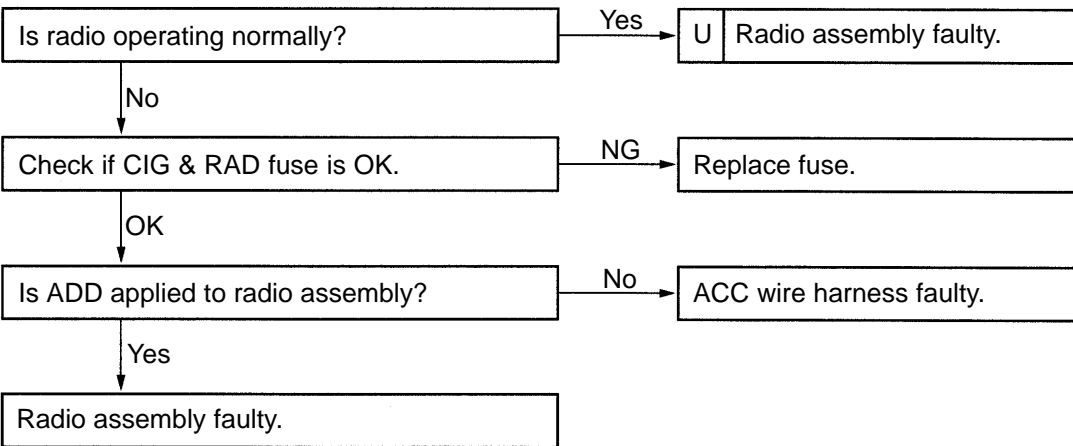 Is radio operating normally?
Yes
U Radio assembly faulty.
No
Check if CIG & RAD fuse is OK.
NG
Replace fuse.
OK
Is ADD applied to radio assembly?
No
ACC wire harness faulty.
Yes
Radio assembly faulty.